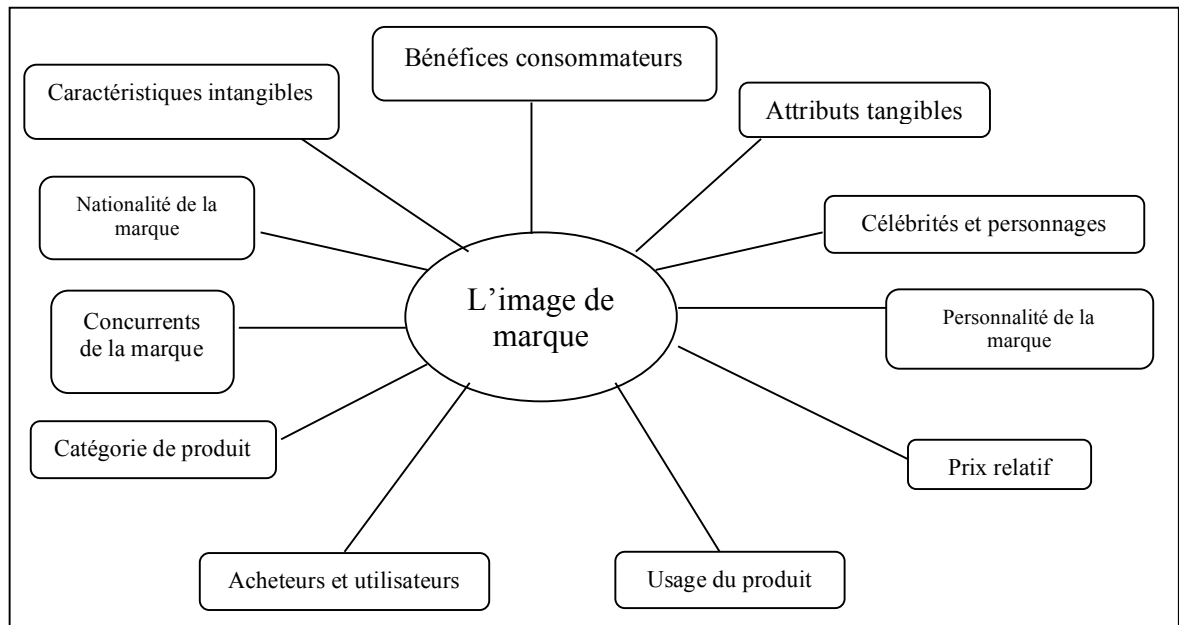 Bénéfices consommateurs
Caractéristiques intangibles
Attributs tangibles
Nationalité de la
marque
Célébrités et personnages
L’image de
marque
Concurrents
de la marque
Personnalité de la
marque
Catégorie de produit
Prix relatif
Acheteurs et utilisateurs
Usage du produit